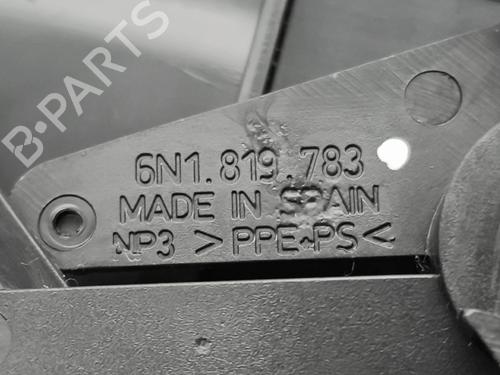 B-PARTS
6N1.819.783
MADE IN SPAIN
NP3 >PPE+PS<